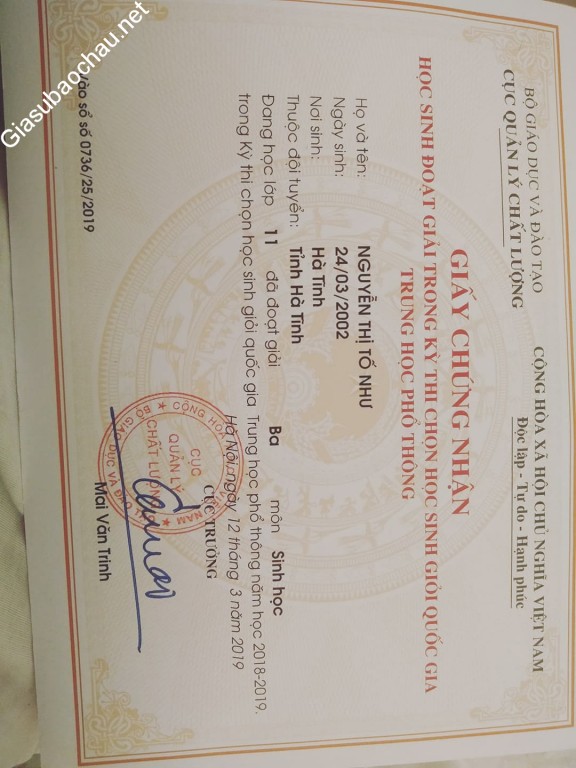 BỘ GIÁO DỤC VÀ ĐÀO TẠO
CỤC QUẢN LÝ CHẤT LƯỢNG
CỘNG HÒA XÃ HỘI CHỦ NGHĨA VIỆT NAM
Độc lập - Tự do - Hạnh phúc
GIẤY CHỨNG NHẬN
HỌC SINH ĐOẠT GIẢI TRONG KỲ THI CHỌN HỌC SINH GIỎI QUỐC GIA
TRUNG HỌC PHỔ THÔNG
Họ và tên: NGUYỄN THỊ TỐ NHƯ
Ngày sinh: 24/03/2002
Nơi sinh: Hà Tĩnh
Thuộc đội tuyển: Tỉnh Hà Tĩnh
Đang học lớp 11 đã đoạt giải Ba môn Sinh học
trong Kỳ thi chọn học sinh giỏi quốc gia Trung học phổ thông năm học 2018-2019.
Hà Nội, ngày 12 tháng 3 năm 2019
CỤC TRƯỞNG
CỤC
QUẢN LÝ
CHẤT LƯỢNG
Mai Văn Trinh
Vào sổ số 0736/25/2019
Giasubaochau.net